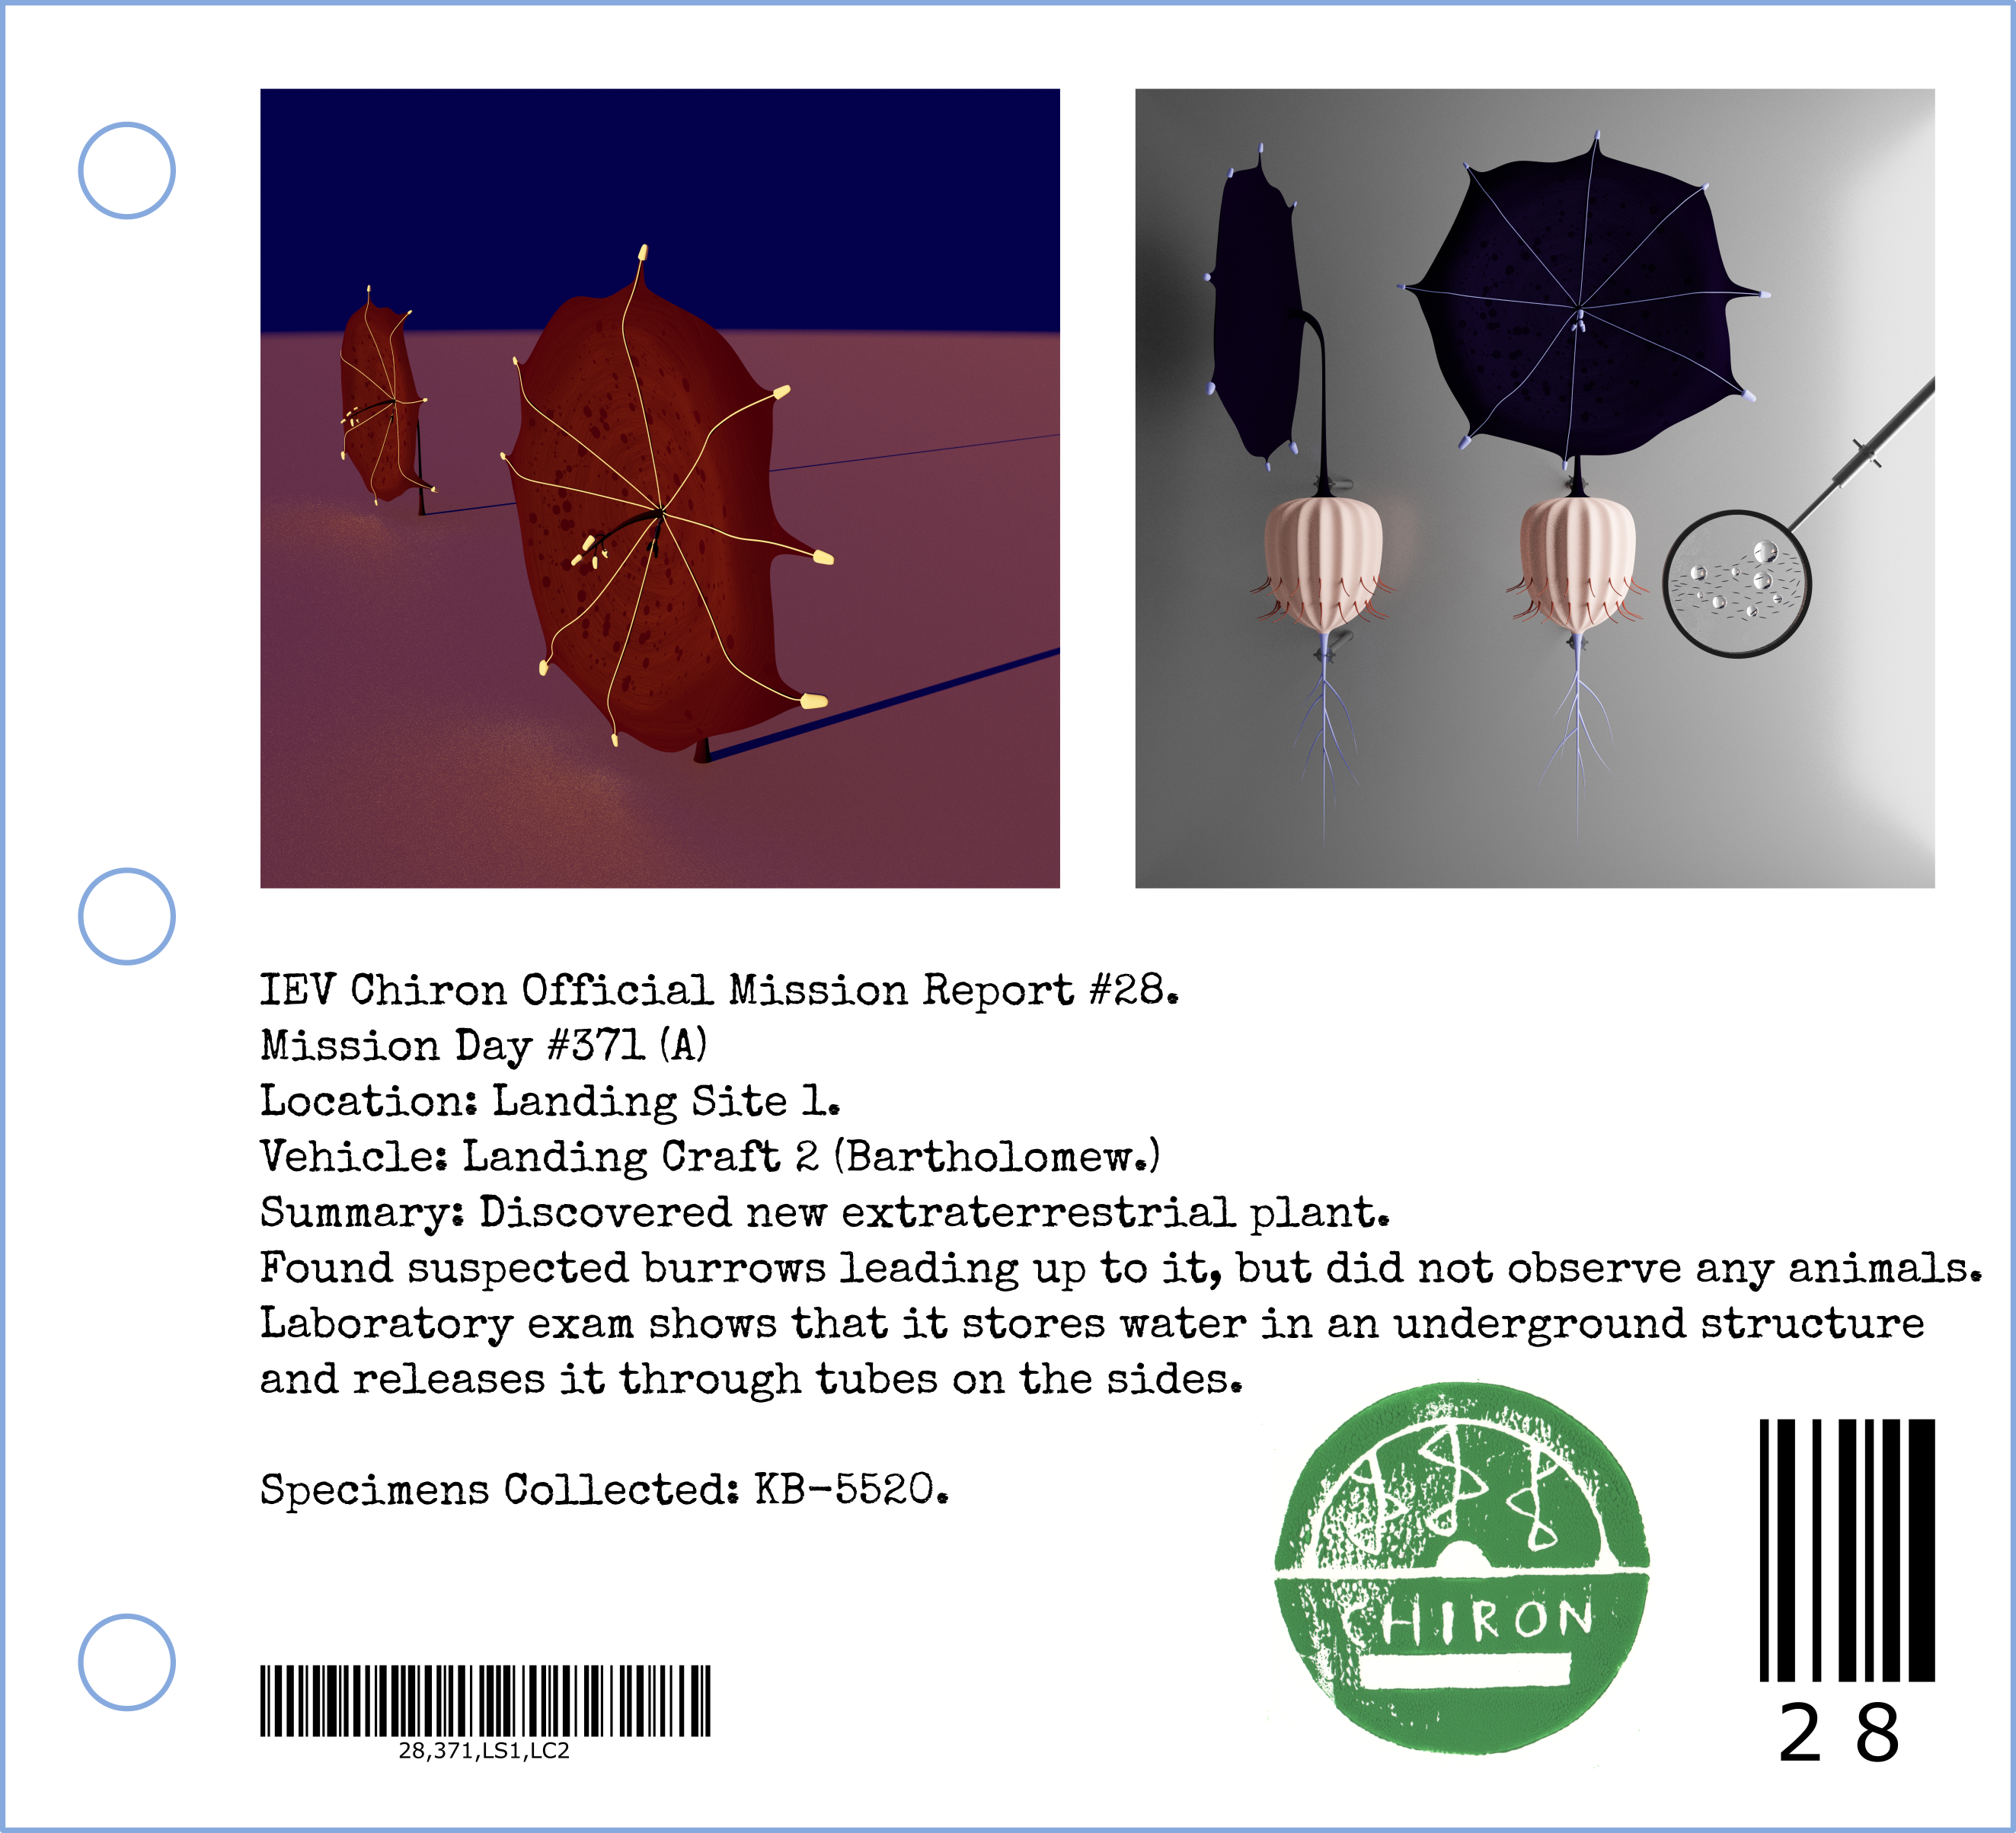 IEV Chiron Official Mission Report #28.
Mission Day #371 (A)
Location: Landing Site 1.
Vehicle: Landing Craft 2 (Bartholomew.)
Summary: Discovered new extraterrestrial plant.
Found suspected burrows leading up to it, but did not observe any animals.
Laboratory exam shows that it stores water in an underground structure
and releases it through tubes on the sides.
Specimens Collected: KB-5520.
CHIRON
28,371,LS1,LC2
28